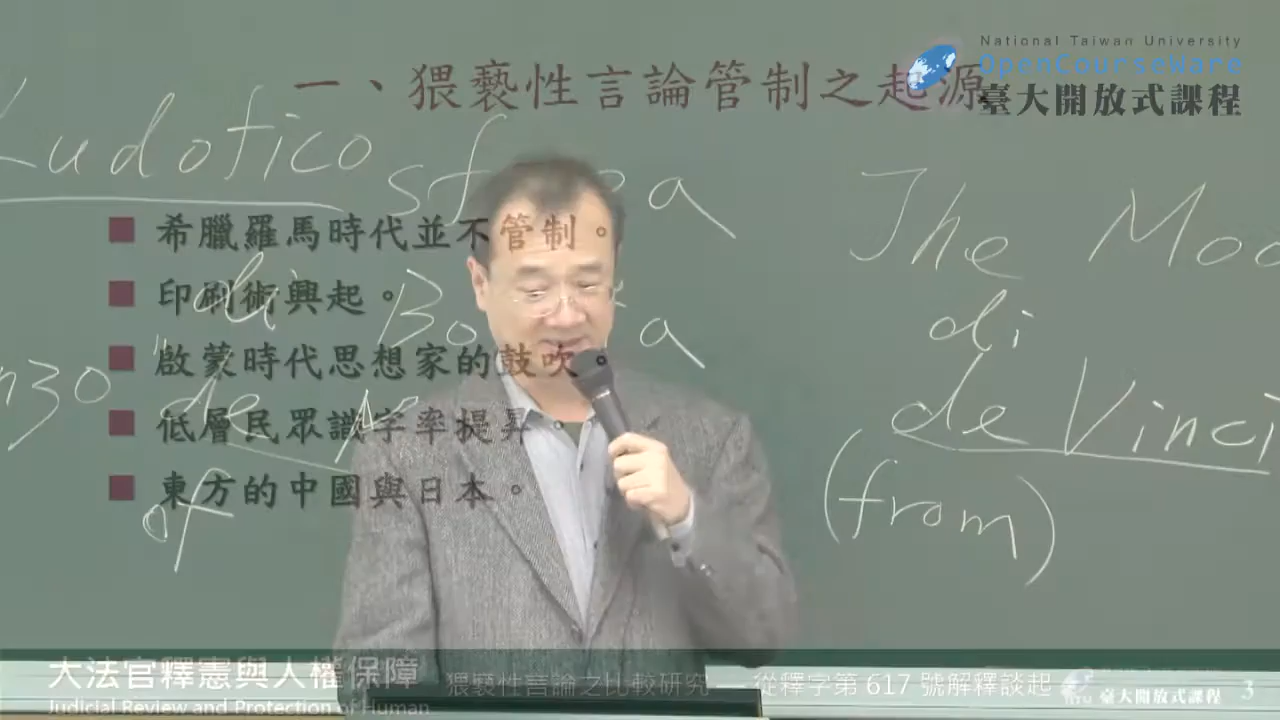 National Taiwan University
OpenCourseWare
臺大開放式課程
一、猥褻性言論管制之起源
Ludofico
The Moo
希臘羅馬時代並不管制。
印刷術興起。
di
di
啟蒙時代思想家的鼓吹。
de
de Vinci
低層民眾識字率提昇
東方的中國與日本。
of
(from)
大法官釋憲與人權保障
猥褻性言論之比較研究——從釋字第 617 號解釋談起
臺大開放式課程
3
Judicial Review and Protection of Human